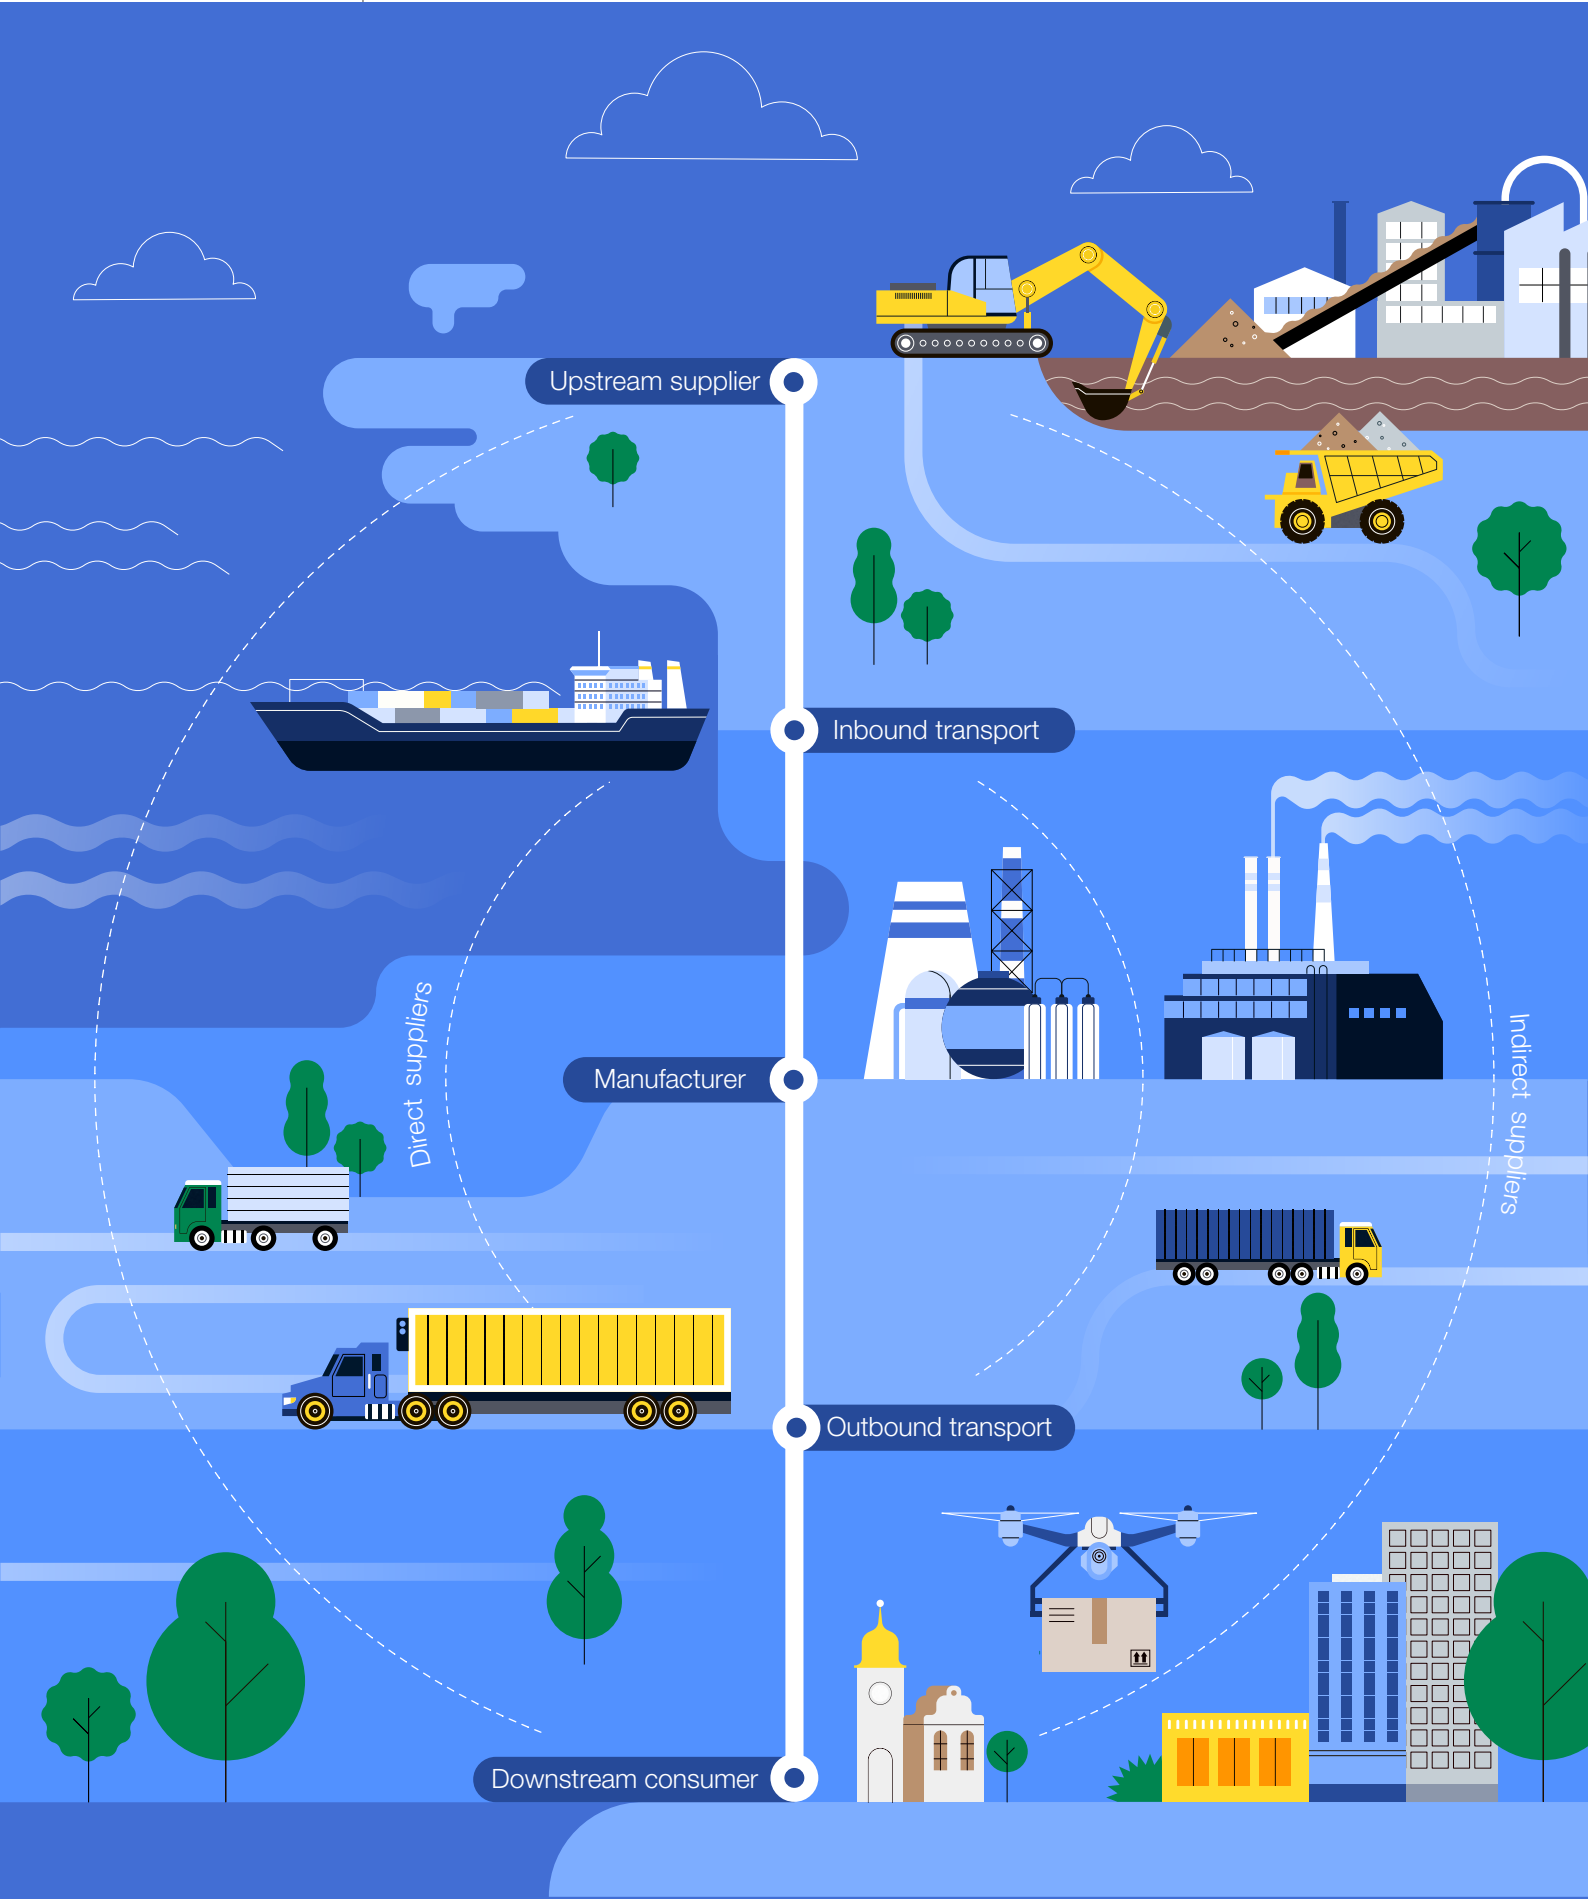 Upstream supplier
Inbound transport
Direct suppliers
Indirect suppliers
Manufacturer
Outbound transport
Downstream consumer